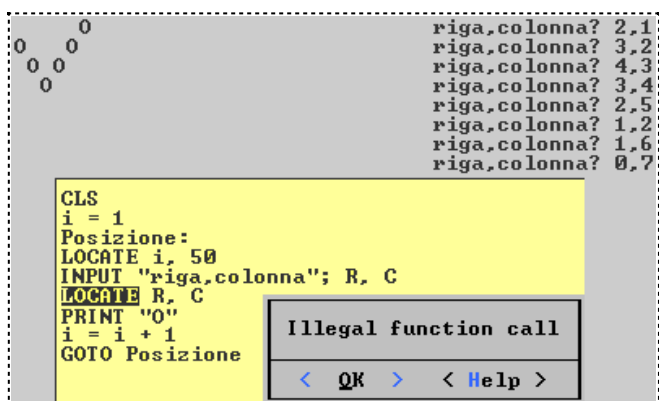 O riga,colonna? 2,1
O O riga,colonna? 3,2
O O riga,colonna? 4,3
O riga,colonna? 3,4
riga,colonna? 2,5
riga,colonna? 1,2
riga,colonna? 1,6
riga,colonna? 0,7
CLS
i = 1
Posizione:
LOCATE i, 50
INPUT "riga,colonna"; R, C
LOCATE R, C
PRINT "O"
i = i + 1
GOTO Posizione
Illegal function call
< OK > < Help >